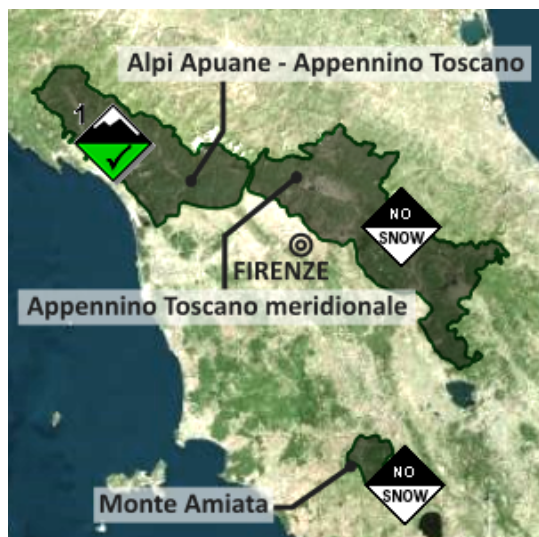 Alpi Apuane - Appennino Toscano
1
NO
SNOW
FIRENZE
Appennino Toscano meridionale
NO
SNOW
Monte Amiata